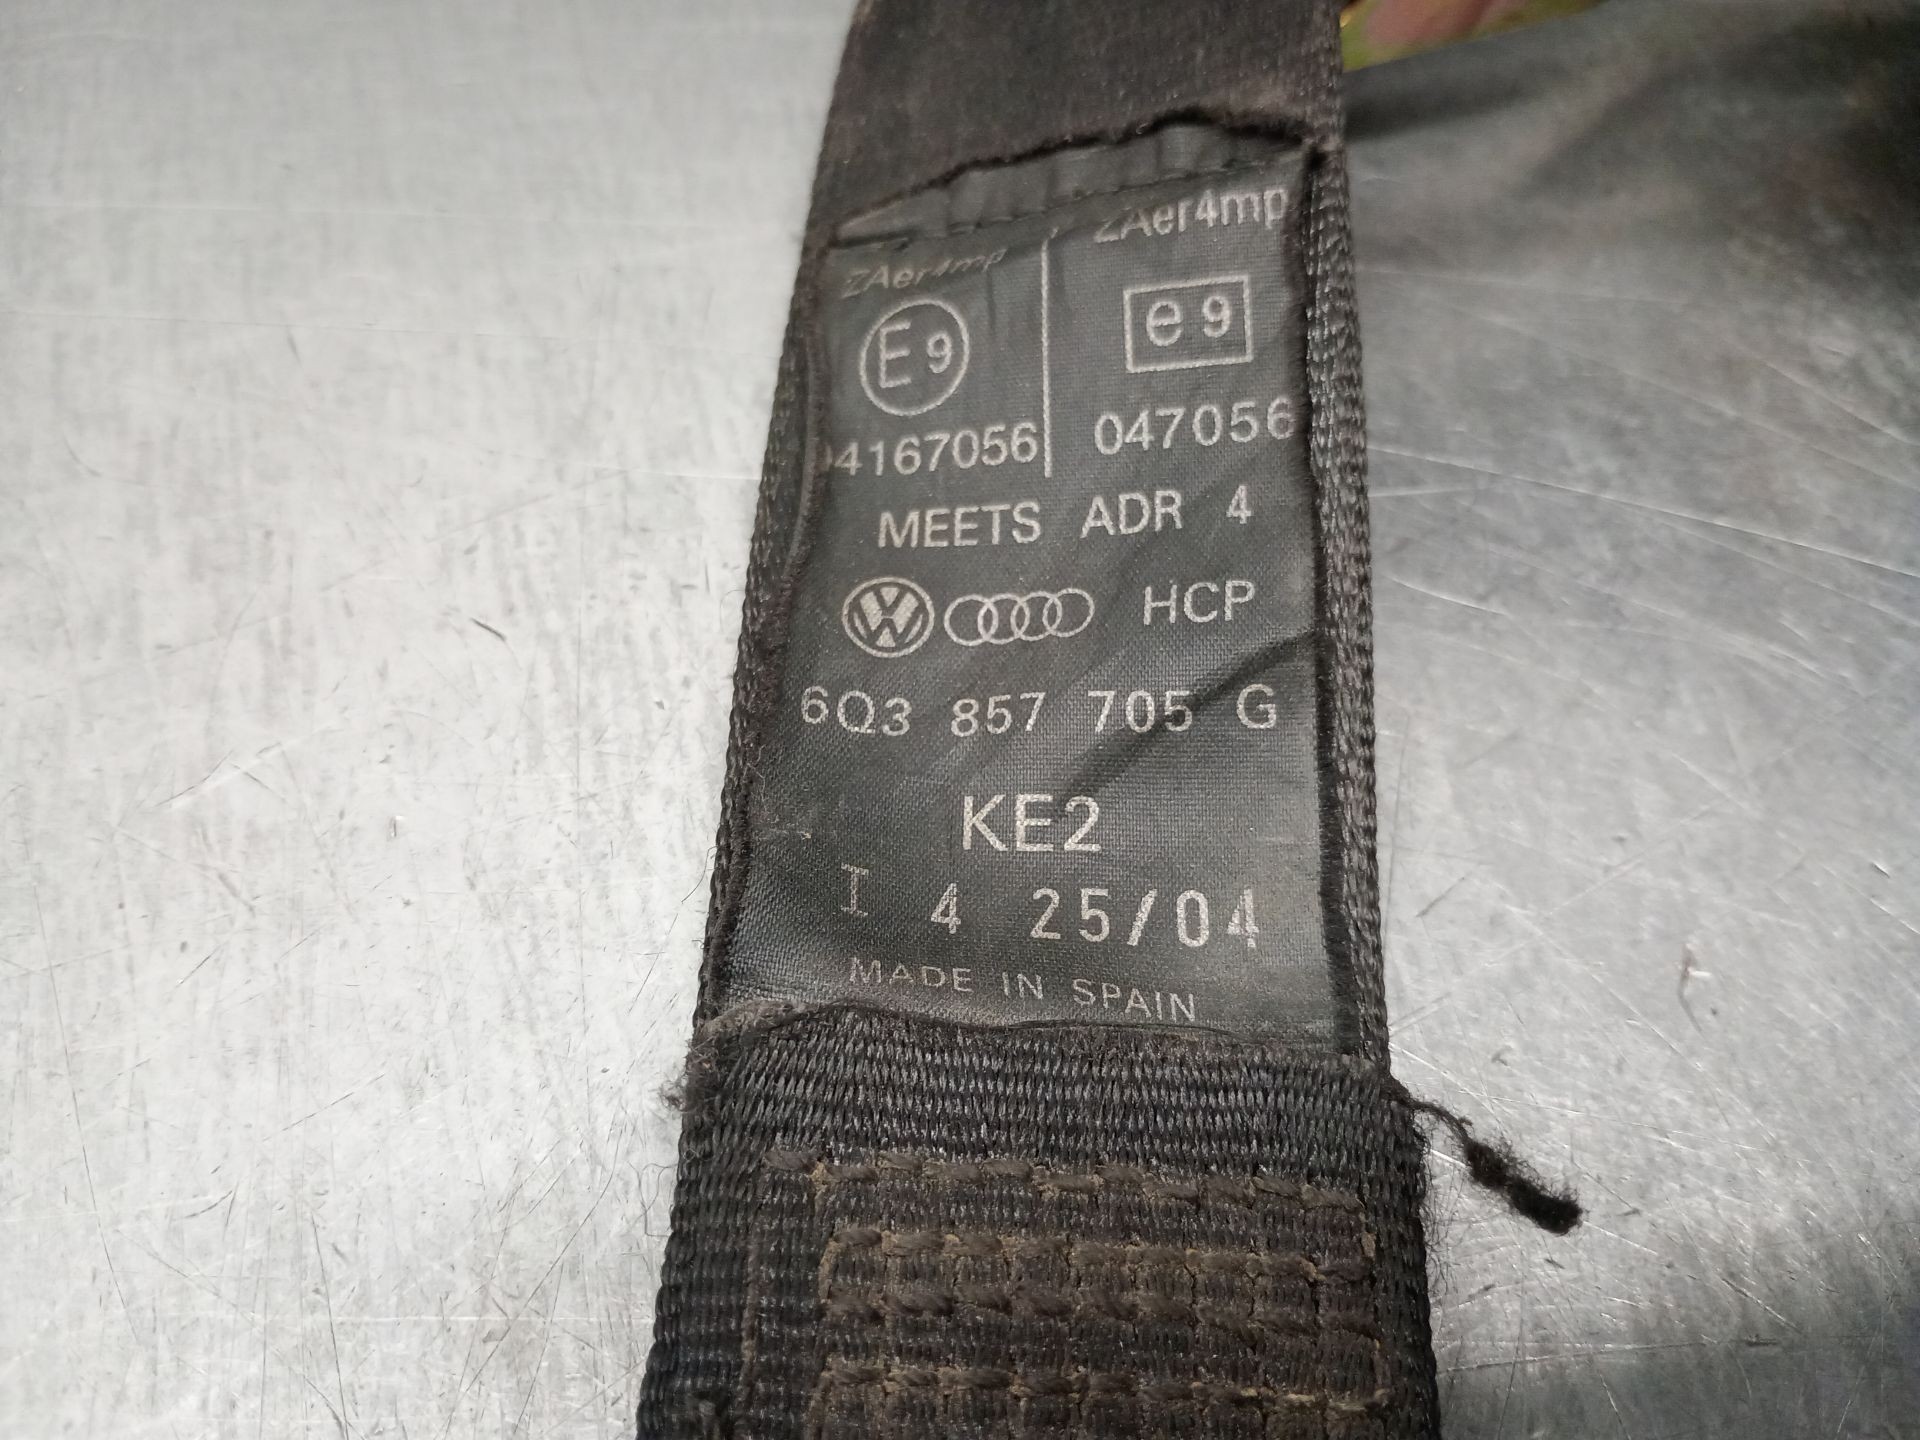 ZAer4mp ZAer4mp
E9 e9
04167056 047056
MEETS ADR 4
VW HCP
6Q3 857 705 G
KE2
I 4 25/04
MADE IN SPAIN